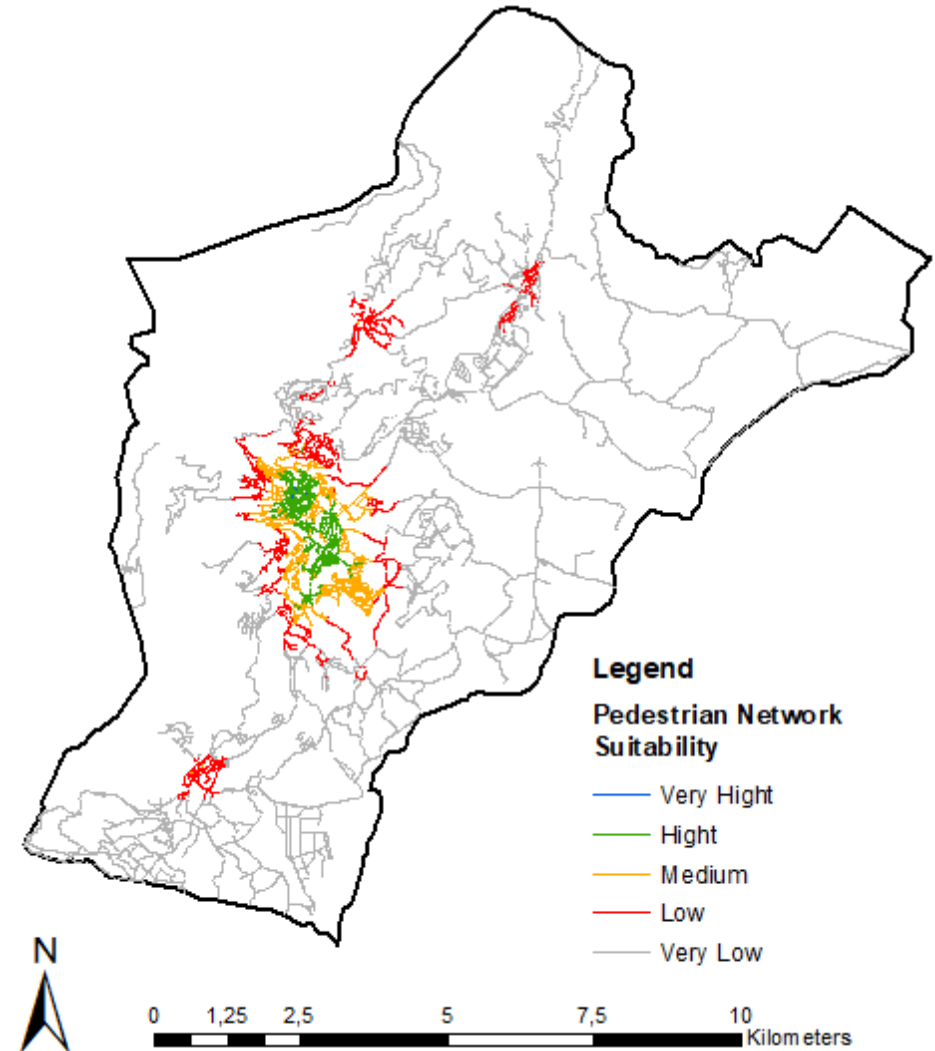 Legend
Pedestrian Network
Suitability
Very Hight
Hight
Medium
Low
Very Low
N
0 1,25 2,5 5 7,5 10
Kilometers